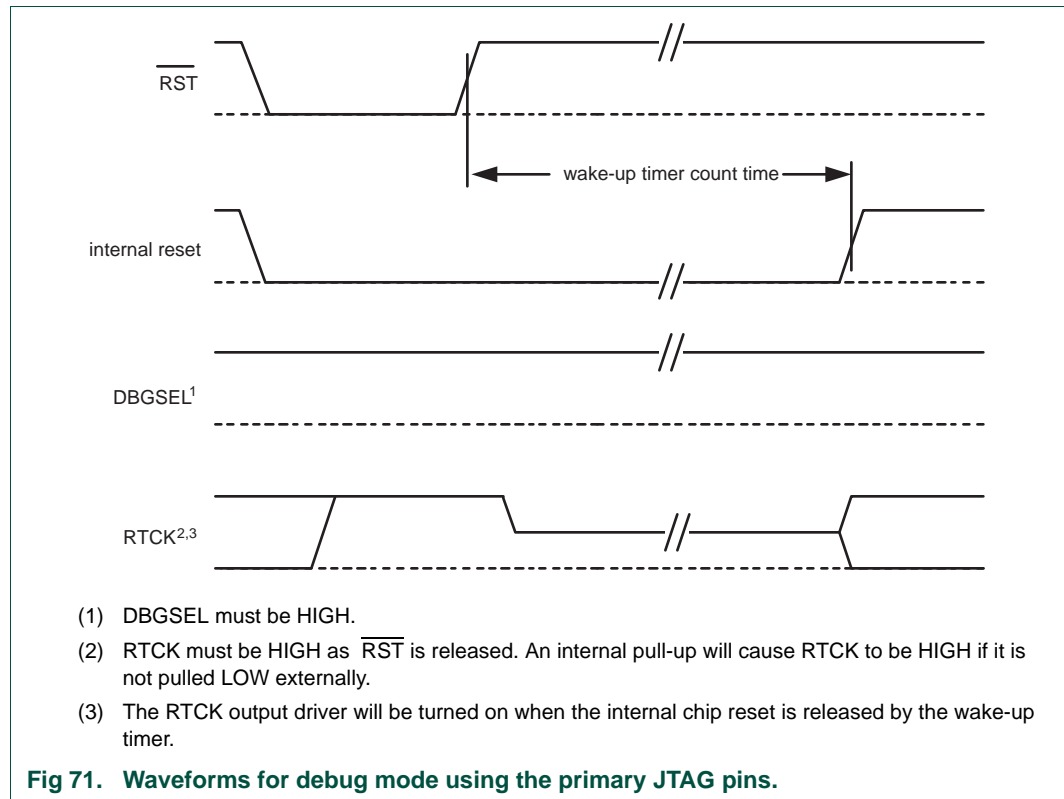 RST
wake-up timer count time
internal reset
DBGSEL1
RTCK2,3
(1) DBGSEL must be HIGH.
(2) RTCK must be HIGH as RST is released. An internal pull-up will cause RTCK to be HIGH if it is
not pulled LOW externally.
(3) The RTCK output driver will be turned on when the internal chip reset is released by the wake-up
timer.
Fig 71. Waveforms for debug mode using the primary JTAG pins.